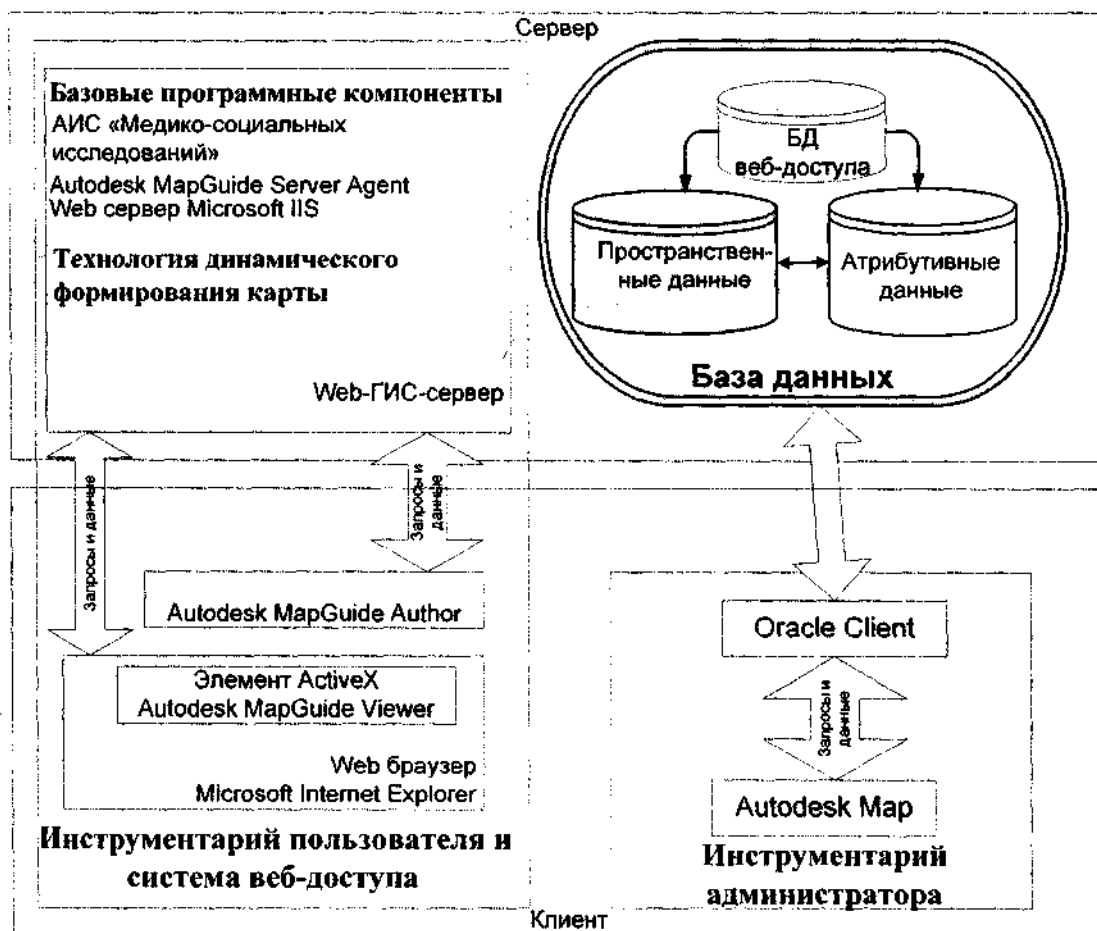 Сервер
Базовые программные компоненты
АИС «Медико-социальных
исследований»
Autodesk MapGuide Server Agent
Web сервер Microsoft IIS
Технология динамического
формирования карты
Web-ГИС-сервер
БД
веб-доступа
Пространствен-
ные данные
Атрибутивные
данные
База данных
Запросы и данные
Запросы и
данные
Autodesk MapGuide Author
Элемент ActiveX
Autodesk MapGuide Viewer
Web браузер
Microsoft Internet Explorer
Инструментарий пользователя и
система веб-доступа
Oracle Client
Запросы и
данные
Autodesk Map
Инструментарий
администратора
Клиент